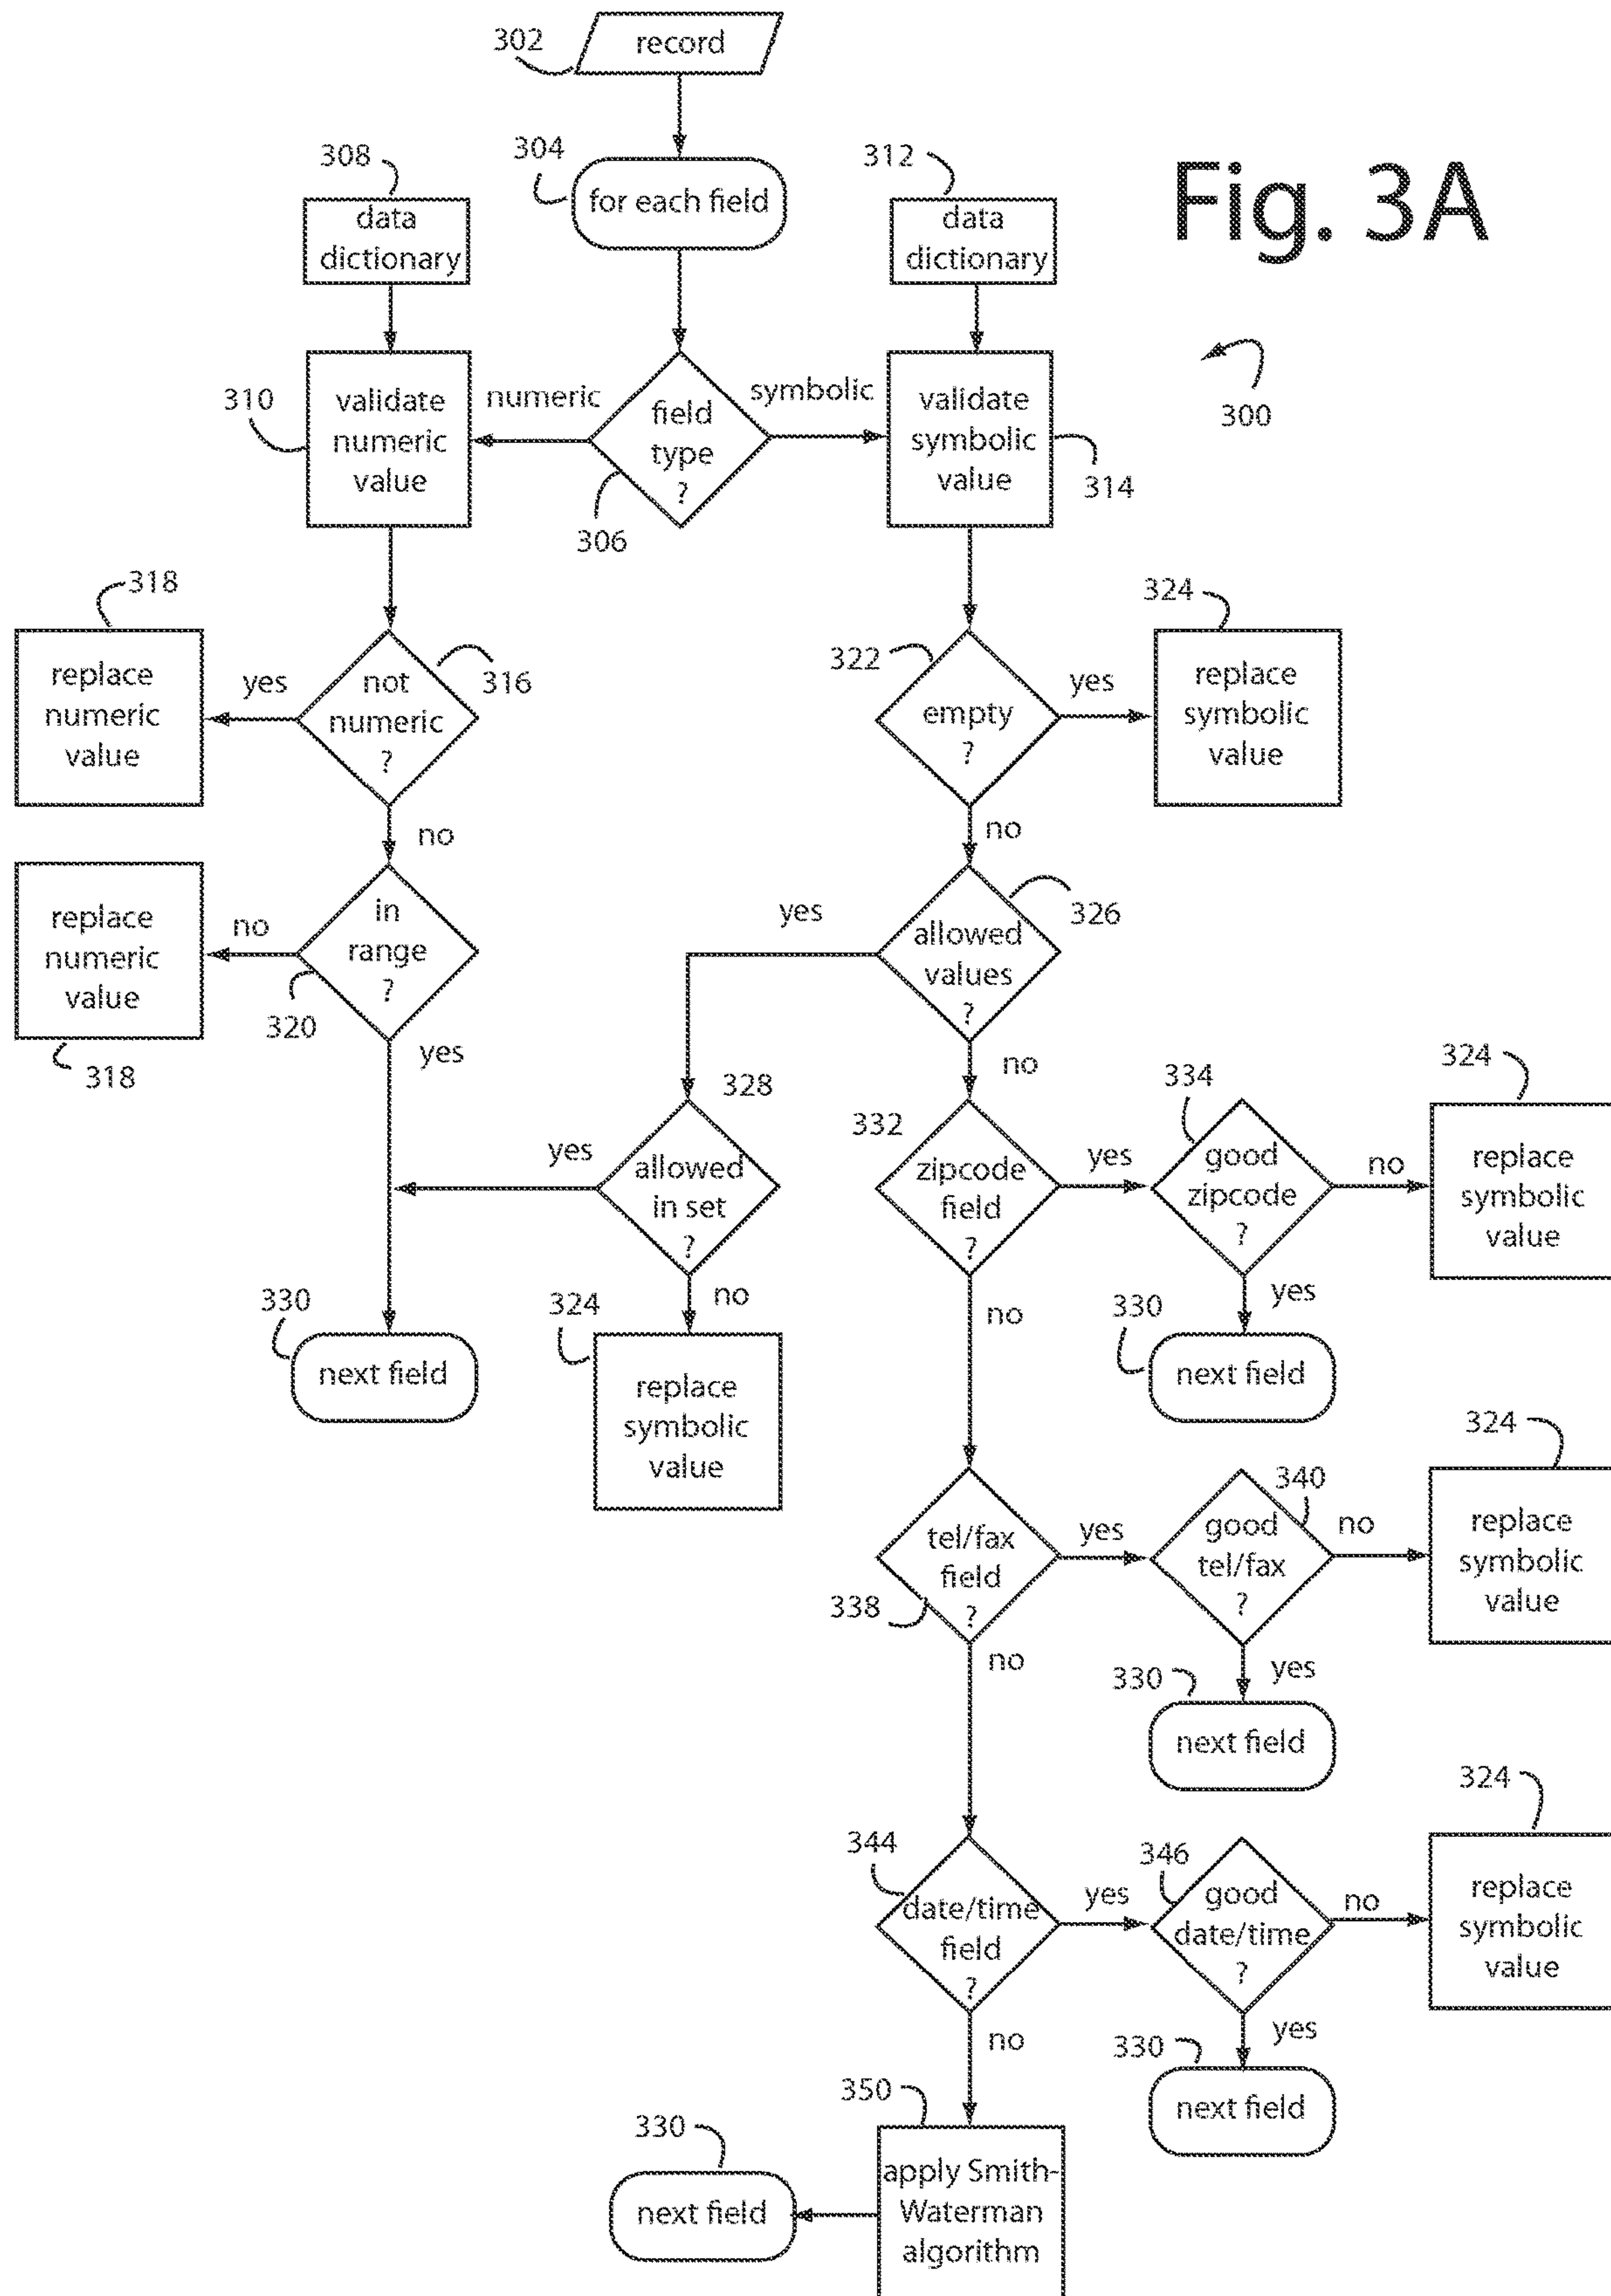 302
record
304
for each field
308
data
dictionary
312
data
dictionary
Fig. 3A
300
310
validate
numeric
value
numeric
field
type
?
306
symbolic
validate
symbolic
value
314
318
replace
numeric
value
yes
not
numeric
?
316
no
322
empty
?
yes
324
replace
symbolic
value
no
replace
numeric
value
318
no
in
range
?
320
yes
yes
allowed
values
?
326
no
328
allowed
in set
?
yes
no
330
next field
324
replace
symbolic
value
332
zipcode
field
?
yes
334
good
zipcode
?
no
324
replace
symbolic
value
yes
330
next field
no
tel/fax
field
?
338
yes
340
good
tel/fax
?
no
324
replace
symbolic
value
yes
330
next field
no
344
date/time
field
?
yes
346
good
date/time
?
no
324
replace
symbolic
value
yes
330
next field
no
350
apply Smith-
Waterman
algorithm
330
next field